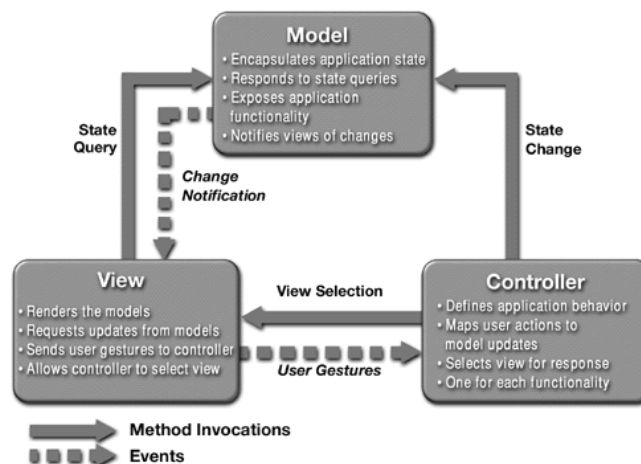 Model
• Encapsulates application state
• Responds to state queries
• Exposes application
functionality
• Notifies views of changes
State
Query
Change
Notification
State
Change
View
• Renders the models
• Requests updates from models
• Sends user gestures to controller
• Allows controller to select view
View Selection
User Gestures
Controller
• Defines application behavior
• Maps user actions to
model updates
• Selects view for response
• One for each functionality
Method Invocations
Events